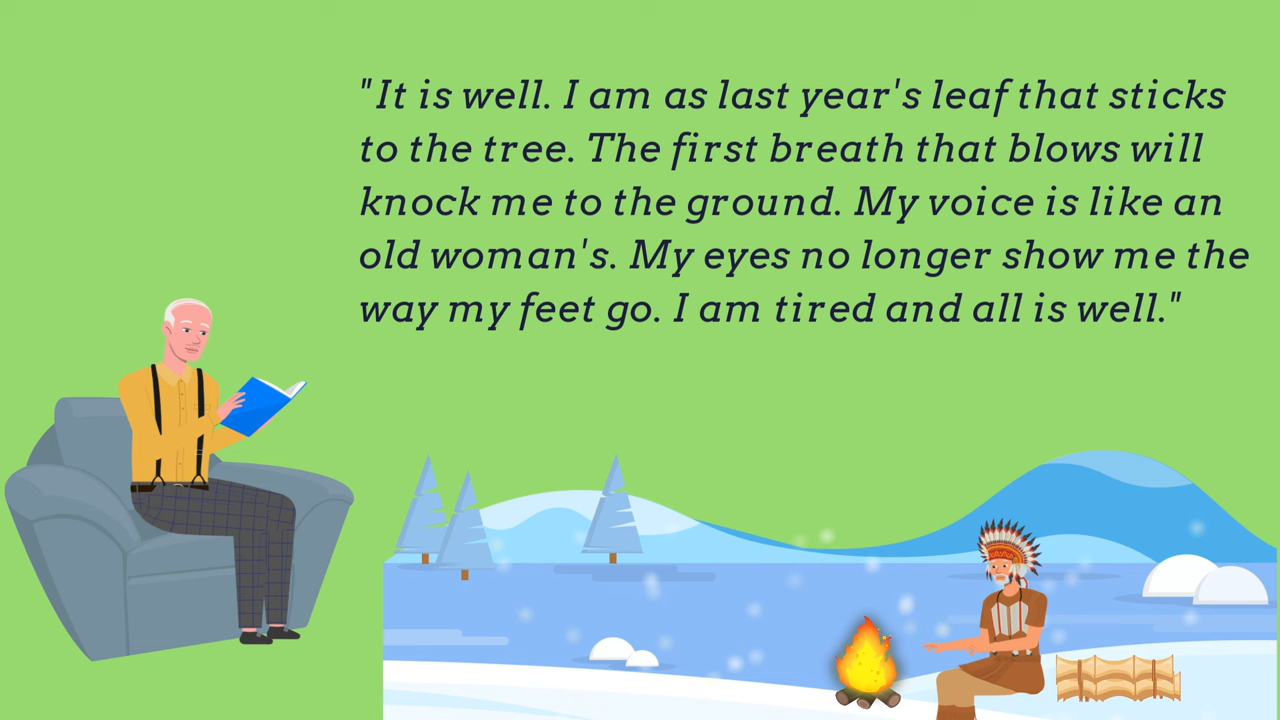 "It is well. I am as last year's leaf that sticks
to the tree. The first breath that blows will
knock me to the ground. My voice is like an
old woman's. My eyes no longer show me the
way my feet go. I am tired and all is well."